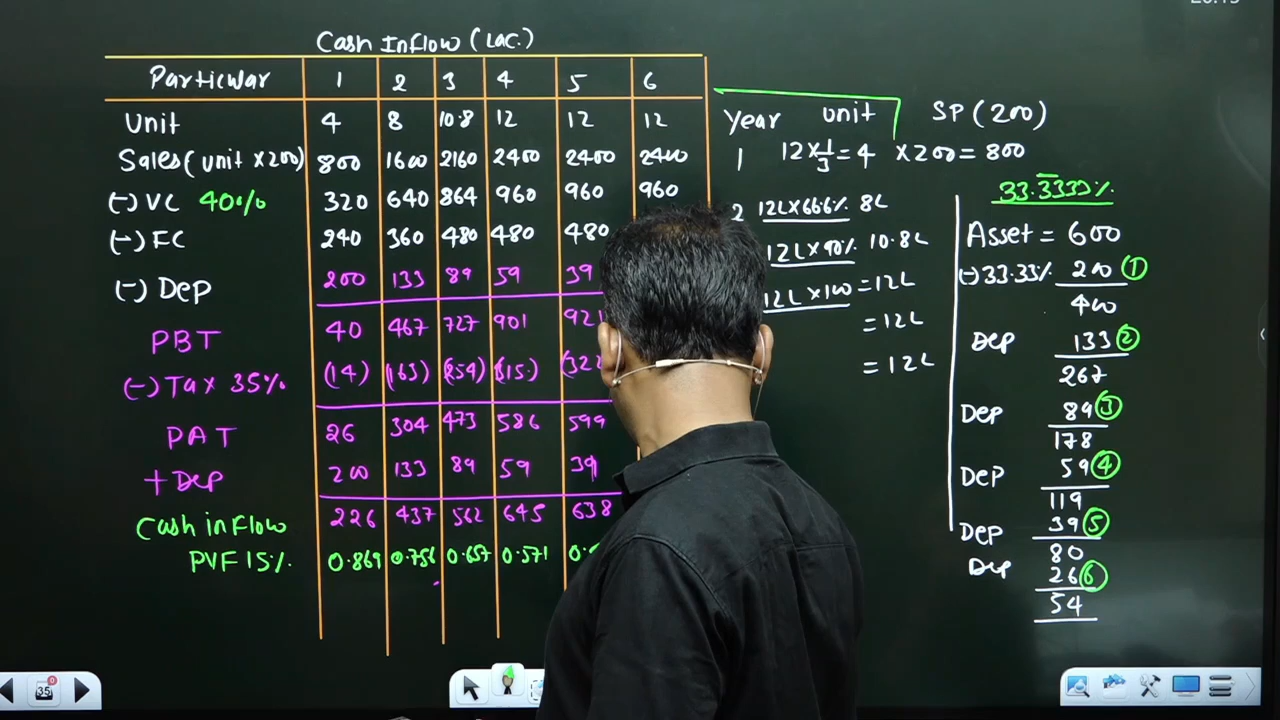 Cash Inflow (Lac.)
Particular 1 2 3 4 5 6
Unit 4 8 10.8 12 12 12
Sales (unit x200) 800 1600 2160 2400 2400 2400
(-) VC 40% 320 640 864 960 960 960
(-) FC 240 360 480 480 480
(-) Dep 200 133 89 59 39
PBT 40 467 727 901 921
(-) Tax 35% (14) (163) (254) (315) (322
PAT 26 304 473 586 599
+ Dep 200 133 89 59 39
Cash inflow 226 437 562 645 638
PVF 15% 0.869 0.756 0.657 0.571
Year unit SP (200)
1 12 x 1/3 = 4 x 200 = 800
2 12L x 66.6% 8L
12L x 90% 10.8L
12L x 100 = 12L
= 12L
= 12L
33.3333%
Asset = 600
(-) 33.33% 200 1
400
Dep 133 2
267
Dep 89 3
178
Dep 59 4
119
Dep 39 5
80
Dep 26 6
54
35